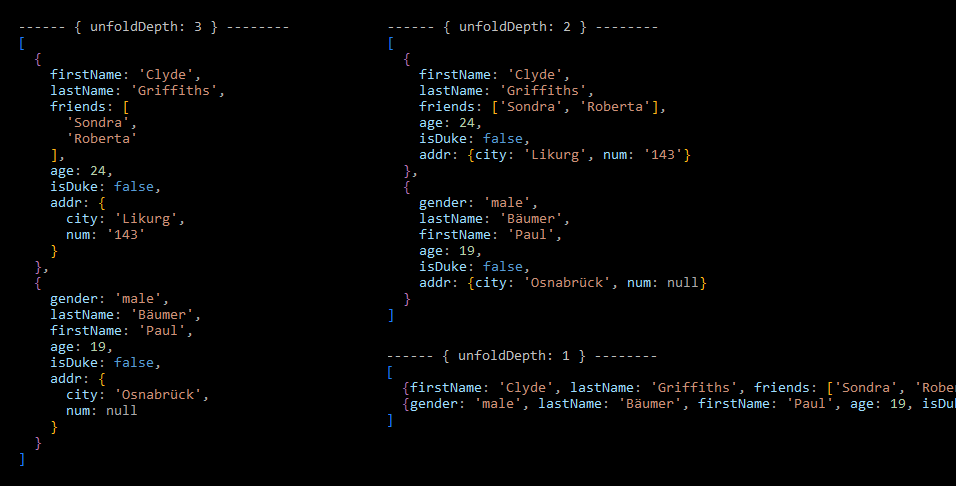 ------ { unfoldDepth: 3 } --------
[
  {
    firstName: 'Clyde',
    lastName: 'Griffiths',
    friends: [
      'Sondra',
      'Roberta'
    ],
    age: 24,
    isDuke: false,
    addr: {
      city: 'Likurg',
      num: '143'
    }
  },
  {
    gender: 'male',
    lastName: 'Bäumer',
    firstName: 'Paul',
    age: 19,
    isDuke: false,
    addr: {
      city: 'Osnabrück',
      num: null
    }
  }
]
------ { unfoldDepth: 2 } --------
[
  {
    firstName: 'Clyde',
    lastName: 'Griffiths',
    friends: ['Sondra', 'Roberta'],
    age: 24,
    isDuke: false,
    addr: {city: 'Likurg', num: '143'}
  },
  {
    gender: 'male',
    lastName: 'Bäumer',
    firstName: 'Paul',
    age: 19,
    isDuke: false,
    addr: {city: 'Osnabrück', num: null}
  }
]
------ { unfoldDepth: 1 } --------
[
  {firstName: 'Clyde', lastName: 'Griffiths', friends: ['Sondra', 'Rober
  {gender: 'male', lastName: 'Bäumer', firstName: 'Paul', age: 19, isDu
]